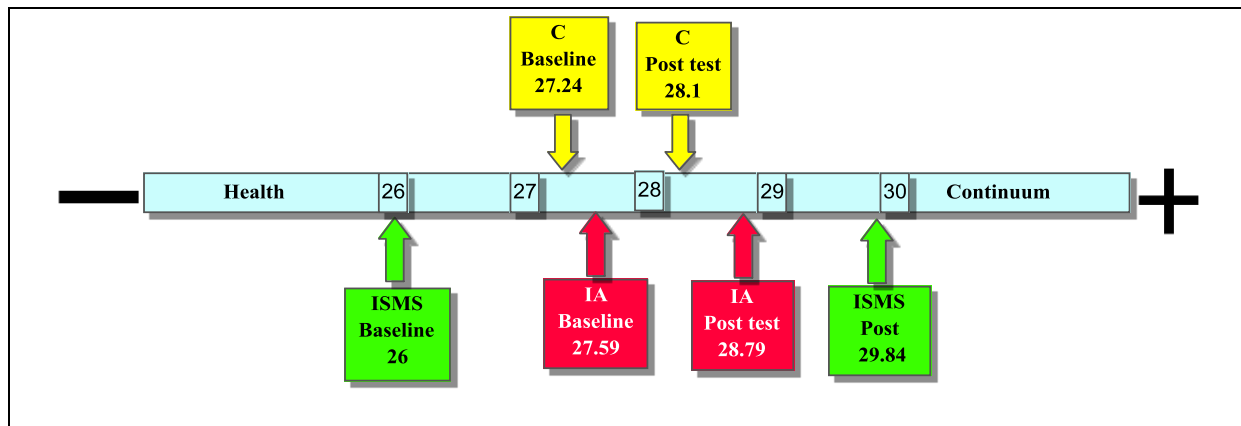 C
Baseline
27.24
C
Post test
28.1
Health 26 27 28 29 30 Continuum
ISMS
Baseline
26
IA
Baseline
27.59
IA
Post test
28.79
ISMS
Post
29.84